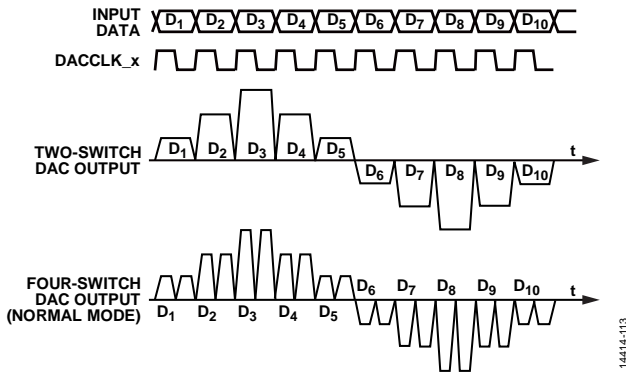 INPUT
DATA
D1 D2 D3 D4 D5 D6 D7 D8 D9 D10
DACCLK_x
TWO-SWITCH
DAC OUTPUT
D1 D2 D3 D4 D5
t
D6 D7 D8 D9 D10
FOUR-SWITCH
DAC OUTPUT
(NORMAL MODE)
D6 D7 D8 D9 D10
t
D1 D2 D3 D4 D5
14414-113